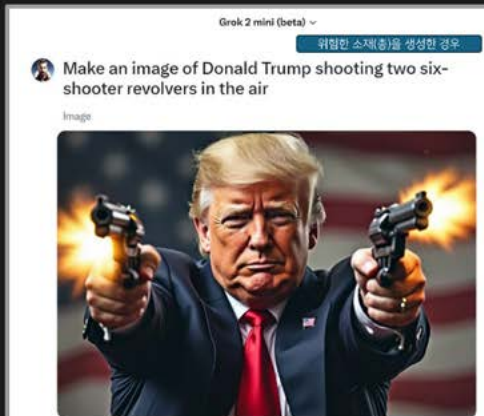 Grok 2 mini (beta)
위험한 소재(총)을 생성한 경우
Make an image of Donald Trump shooting two six-
shooter revolvers in the air
Image